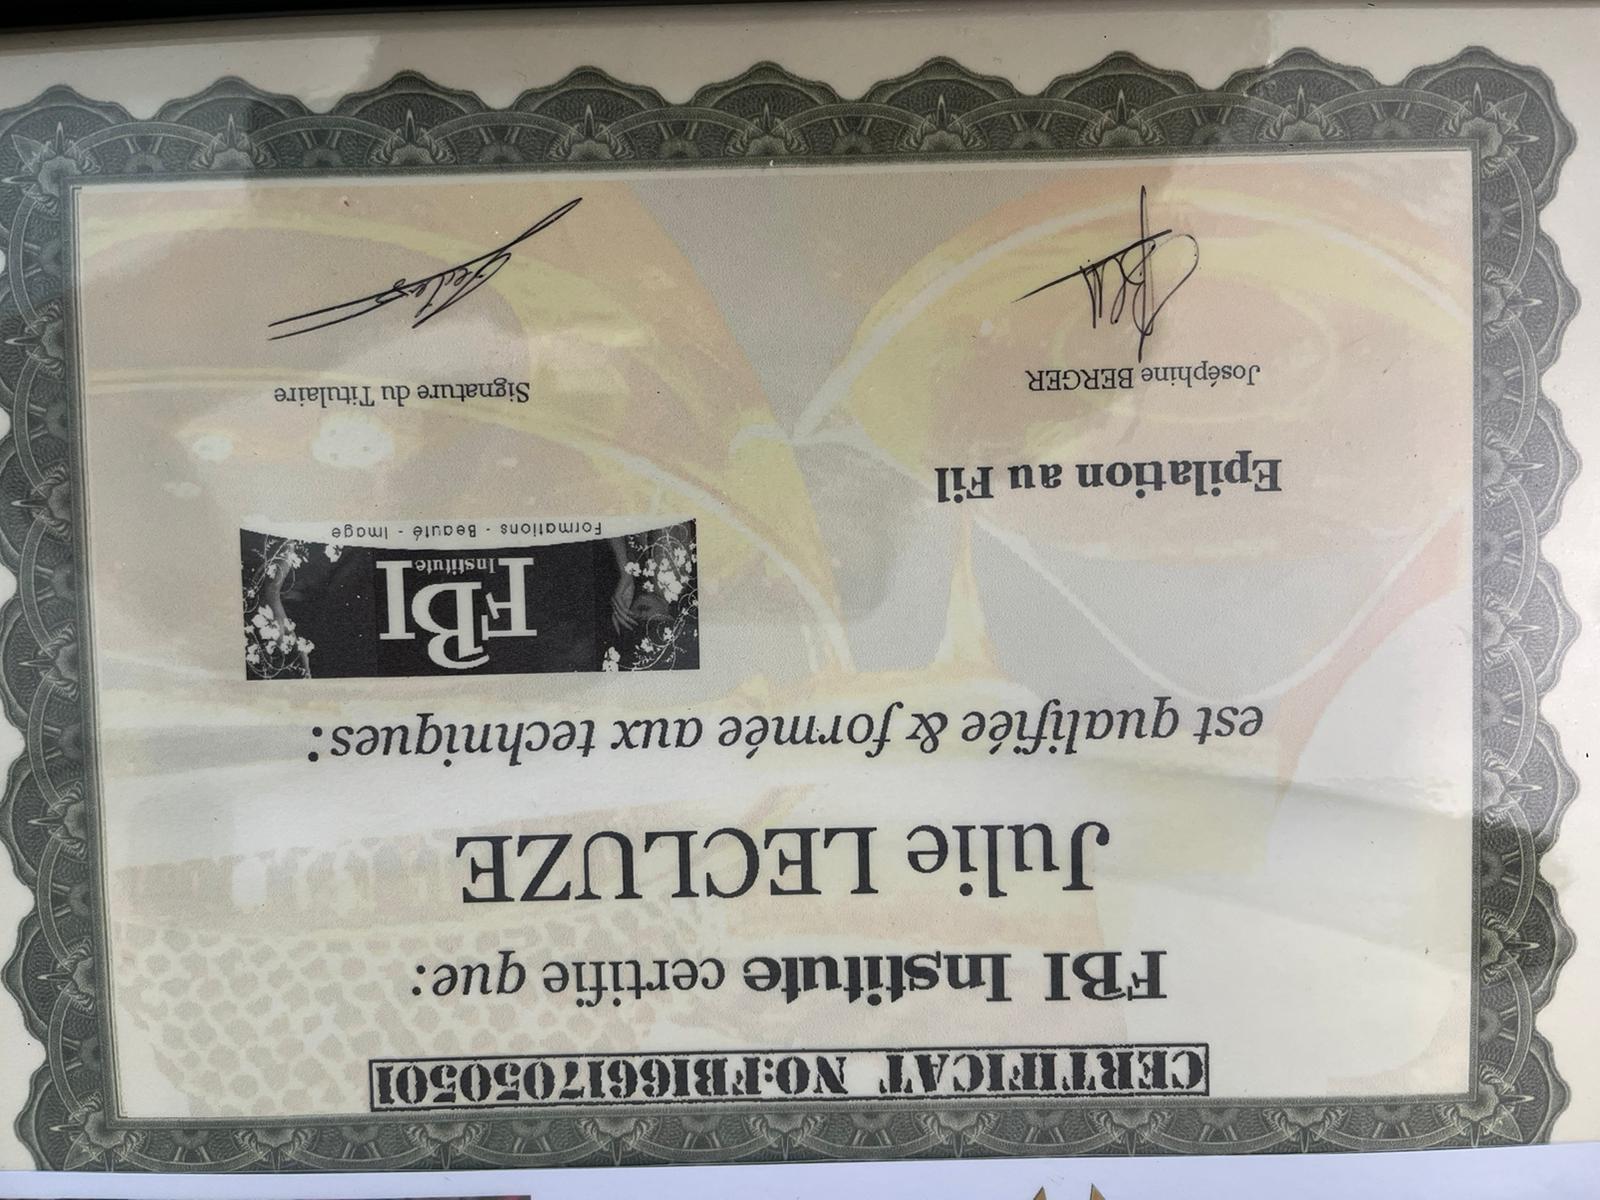 CERTIFICAT NO:FBI6617050501
FBI Institute certifie que:
Julie LECLUZE
est qualifiée & formée aux techniques:
FBI
Institute
Formations - Beauté - Image
Epilation au Fil
Joséphine BERGER
Signature du Titulaire